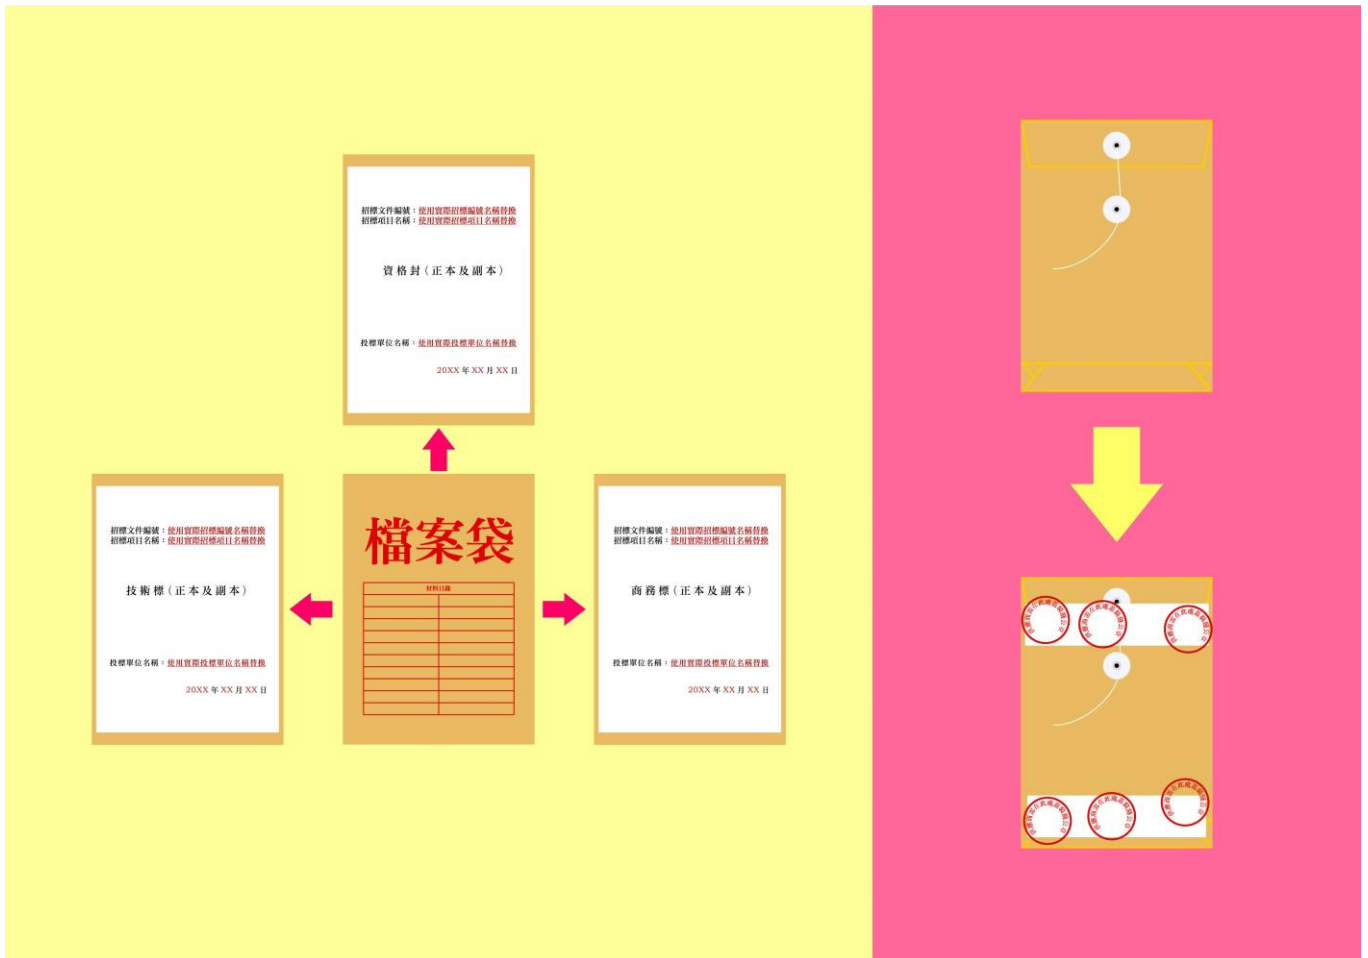 招標文件編號：使用實際招標編號名稱替換
招標項目名稱：使用實際招標項目名稱替換
資格封（正本及副本）
投標單位名稱：使用實際投標單位名稱替換
20XX 年 XX 月 XX 日
招標文件編號：使用實際招標編號名稱替換
招標項目名稱：使用實際招標項目名稱替換
技術標（正本及副本）
投標單位名稱：使用實際投標單位名稱替換
20XX 年 XX 月 XX 日
檔案袋
材料目錄
招標文件編號：使用實際招標編號名稱替換
招標項目名稱：使用實際招標項目名稱替換
商務標（正本及副本）
投標單位名稱：使用實際投標單位名稱替換
20XX 年 XX 月 XX 日